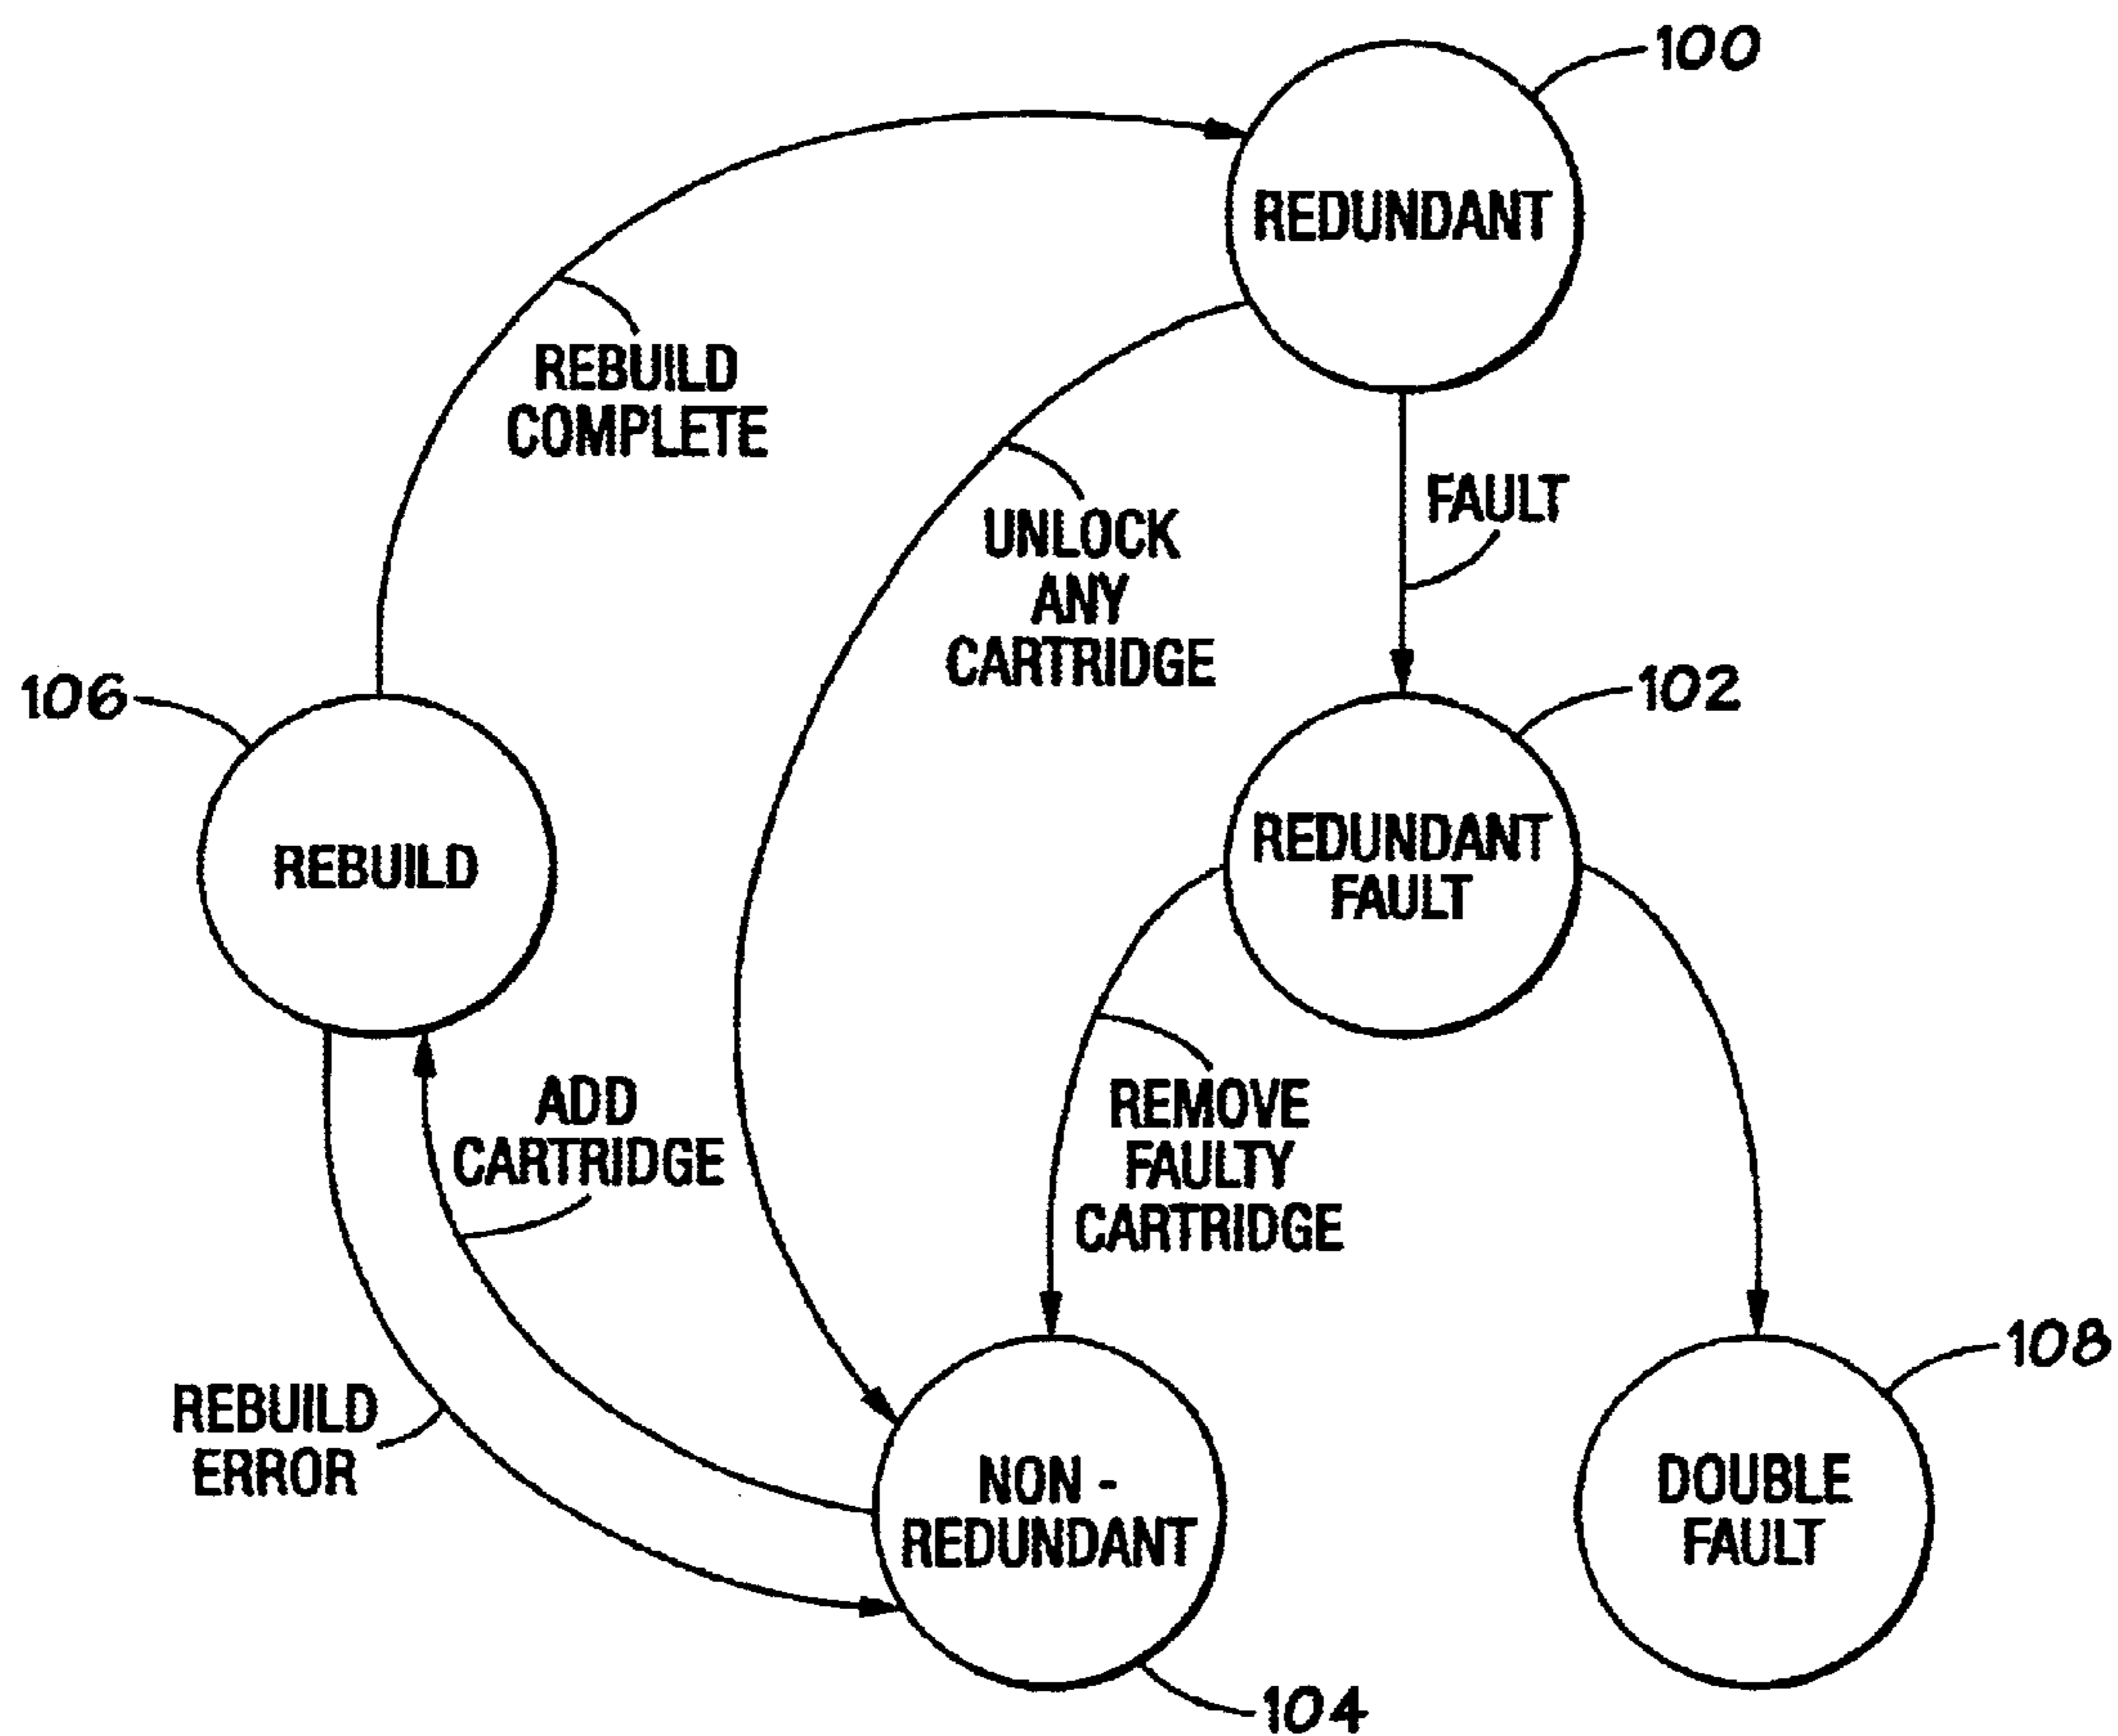 100
REDUNDANT
REBUILD
COMPLETE
UNLOCK
ANY
CARTRIDGE
FAULT
106
102
REBUILD
REDUNDANT
FAULT
ADD
CARTRIDGE
REMOVE
FAULTY
CARTRIDGE
REBUILD
ERROR
108
NON -
REDUNDANT
DOUBLE
FAULT
104